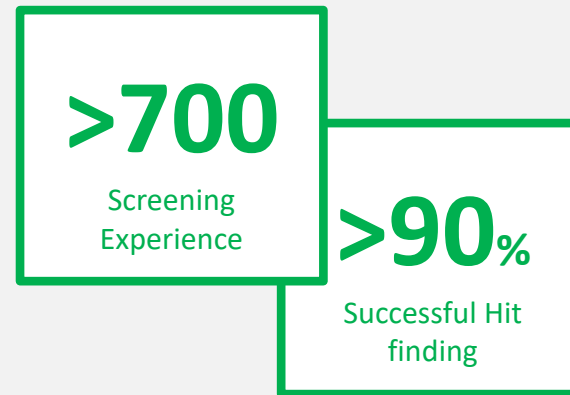 >700
Screening
Experience
>90%
Successful Hit
finding